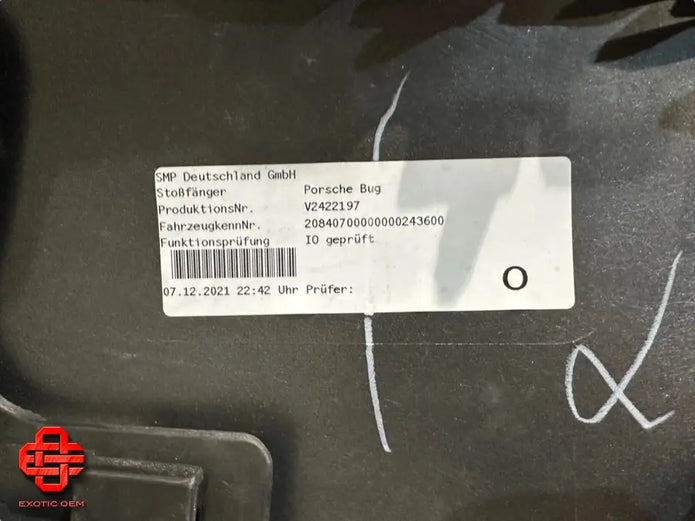 SMP Deutschland GmbH
Stoßfänger Porsche Bug
ProduktionsNr. V2422197
FahrzeugkennNr. 20840700000000243600
Funktionsprüfung IO geprüft
07.12.2021 22:42 Uhr Prüfer:
O
EXOTIC OEM